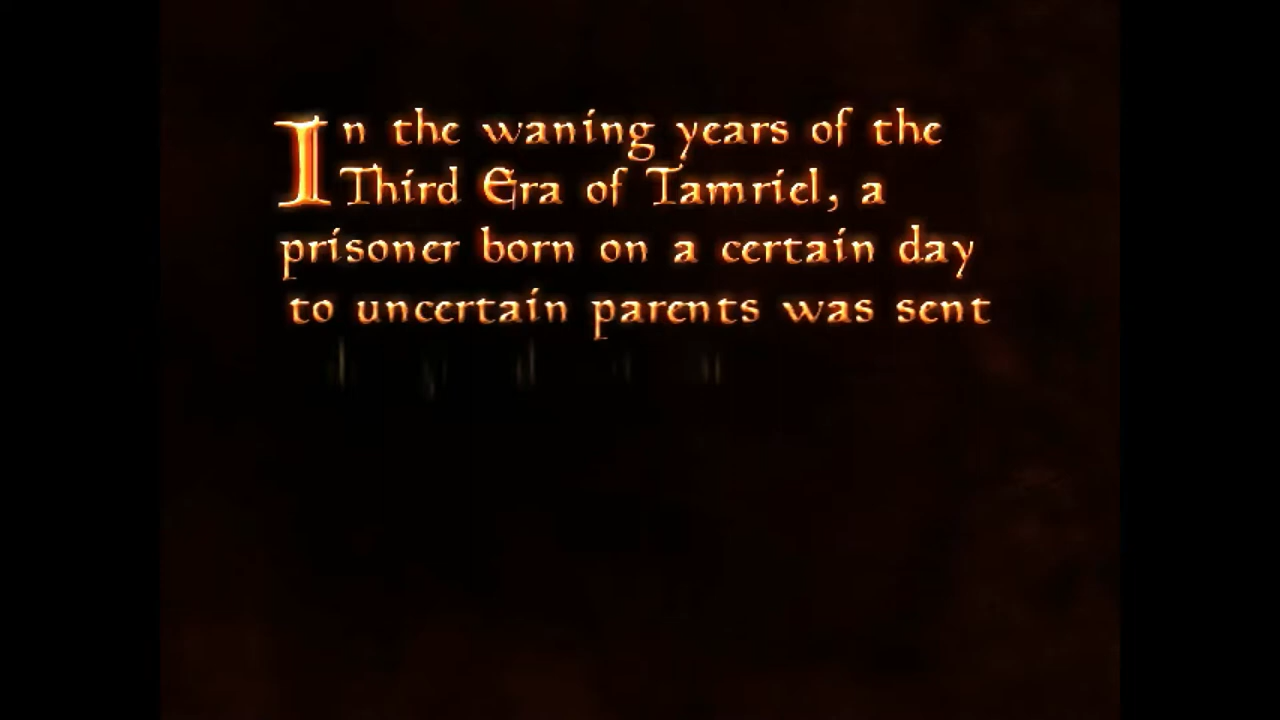 In the waning years of the
Third Era of Tamriel, a
prisoner born on a certain day
to uncertain parents was sent